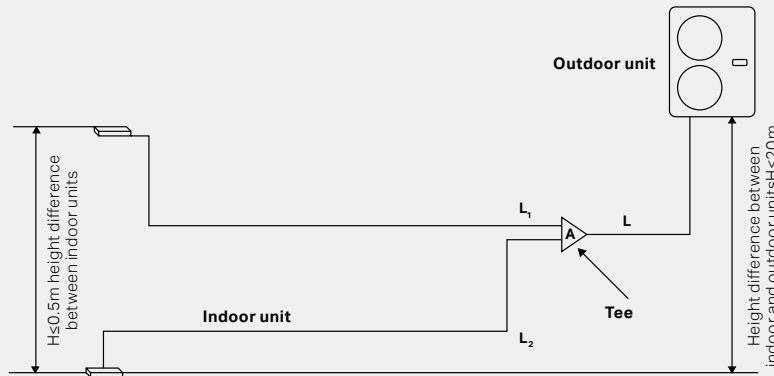 Outdoor unit
H≤0.5m height difference
between indoor units
L₁
A
L
Tee
Indoor unit
L₂
Height difference between
indoor and outdoor unitsH≤20m